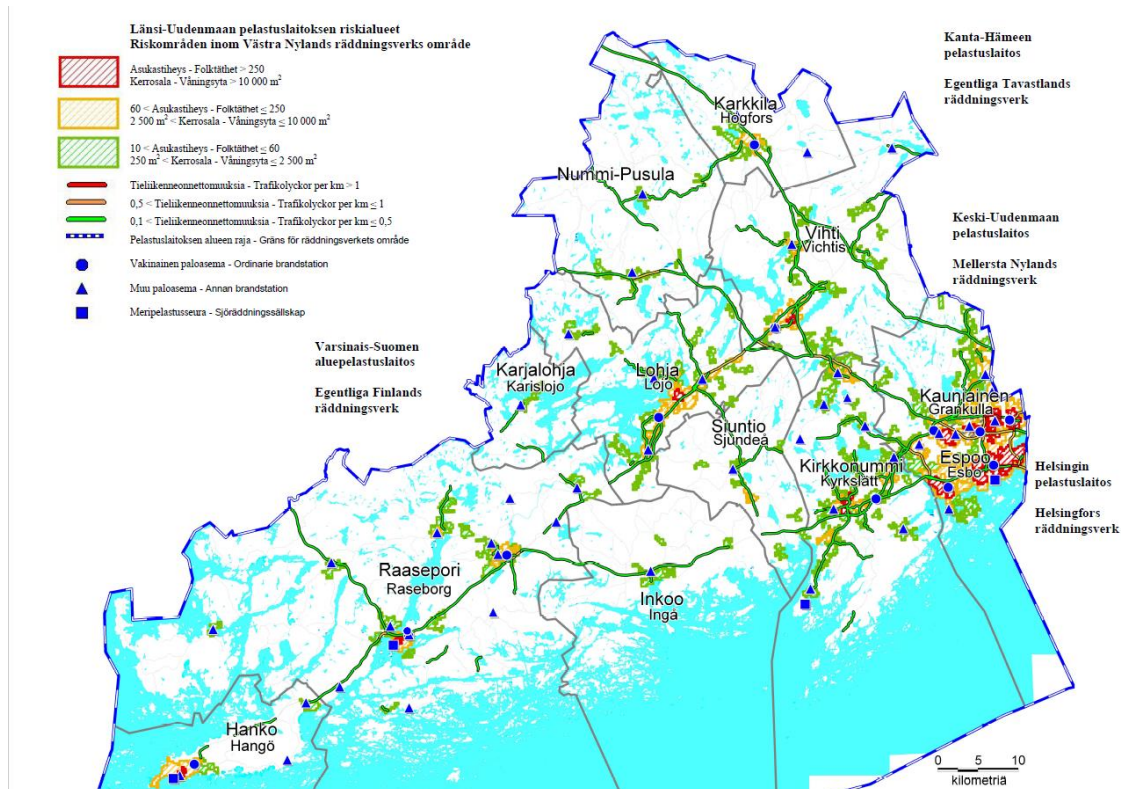 Länsi-Uudenmaan pelastuslaitoksen riskialueet
Riskområden inom Västra Nylands räddningsverks område
Asukastiheys - Folktäthet > 250
Kerrosala - Våningsyta > 10 000 m²
60 < Asukastiheys - Folktäthet ≤ 250
2 500 m² < Kerrosala - Våningsyta ≤ 10 000 m²
10 < Asukastiheys - Folktäthet ≤ 60
250 m² < Kerrosala - Våningsyta ≤ 2 500 m²
Tieliikenneonnettomuuksia - Trafikolyckor per km > 1
0,5 < Tieliikenneonnettomuuksia - Trafikolyckor per km ≤ 1
0,1 < Tieliikenneonnettomuuksia - Trafikolyckor per km ≤ 0,5
Pelastuslaitoksen alueen raja - Gräns för räddningsverkets område
Vakinainen paloasema - Ordinarie brandstation
Muu paloasema - Annan brandstation
Meripelastusseura - Sjöräddningssällskap
Kanta-Hämeen
pelastuslaitos
Egentliga Tavastlands
räddningsverk
Karkkila
Högfors
Nummi-Pusula
Vihti
Vichtis
Keski-Uudenmaan
pelastuslaitos
Mellersta Nylands
räddningsverk
Varsinais-Suomen
aluepelastuslaitos
Egentliga Finlands
räddningsverk
Karjalohja
Karislojo
Lohja
Lojo
Siuntio
Sjundeå
Kauniainen
Grankulla
Espoo
Esbo
Kirkkonummi
Kyrkslätt
Helsingin
pelastuslaitos
Helsingfors
räddningsverk
Raasepori
Raseborg
Inkoo
Ingå
Hanko
Hangö
0 5 10
kilometriä